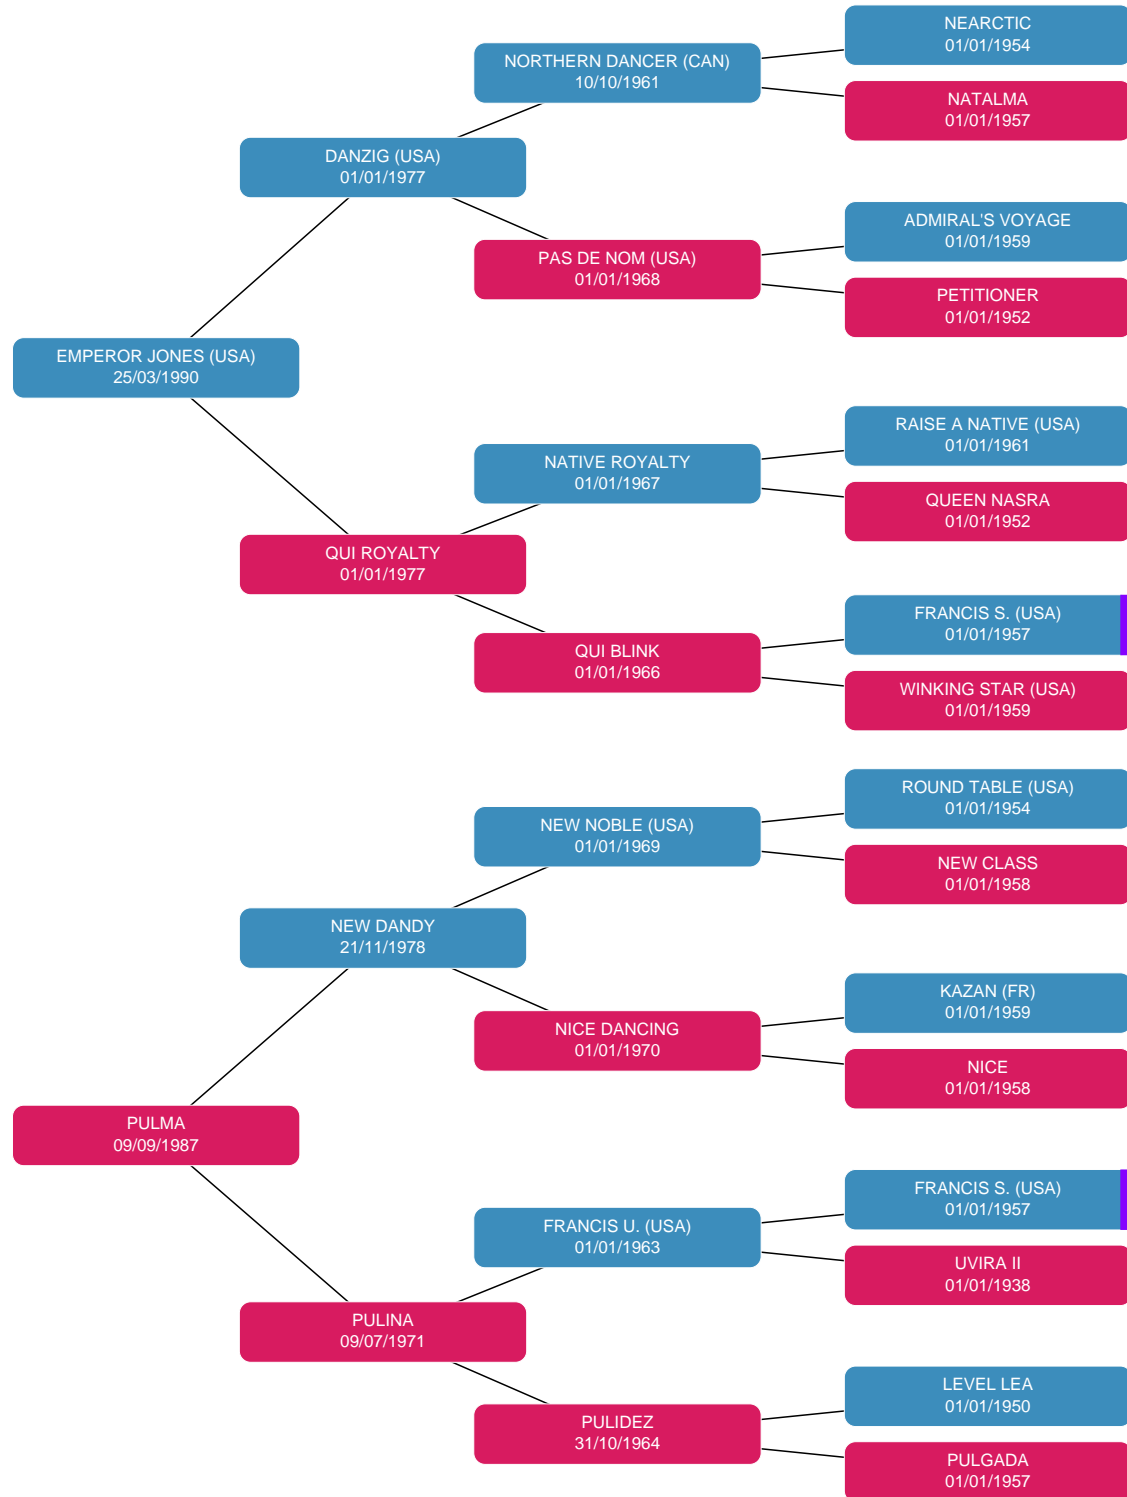 NEARCTIC
01/01/1954
NORTHERN DANCER (CAN)
10/10/1961
NATALMA
01/01/1957
DANZIG (USA)
01/01/1977
ADMIRAL'S VOYAGE
01/01/1959
PAS DE NOM (USA)
01/01/1968
PETITIONER
01/01/1952
EMPEROR JONES (USA)
25/03/1990
RAISE A NATIVE (USA)
01/01/1961
NATIVE ROYALTY
01/01/1967
QUEEN NASRA
01/01/1952
QUI ROYALTY
01/01/1977
FRANCIS S. (USA)
01/01/1957
QUI BLINK
01/01/1966
WINKING STAR (USA)
01/01/1959
ROUND TABLE (USA)
01/01/1954
NEW NOBLE (USA)
01/01/1969
NEW CLASS
01/01/1958
NEW DANDY
21/11/1978
KAZAN (FR)
01/01/1959
NICE DANCING
01/01/1970
NICE
01/01/1958
PULMA
09/09/1987
FRANCIS S. (USA)
01/01/1957
FRANCIS U. (USA)
01/01/1963
UVIRA II
01/01/1938
PULINA
09/07/1971
LEVEL LEA
01/01/1950
PULIDEZ
31/10/1964
PULGADA
01/01/1957